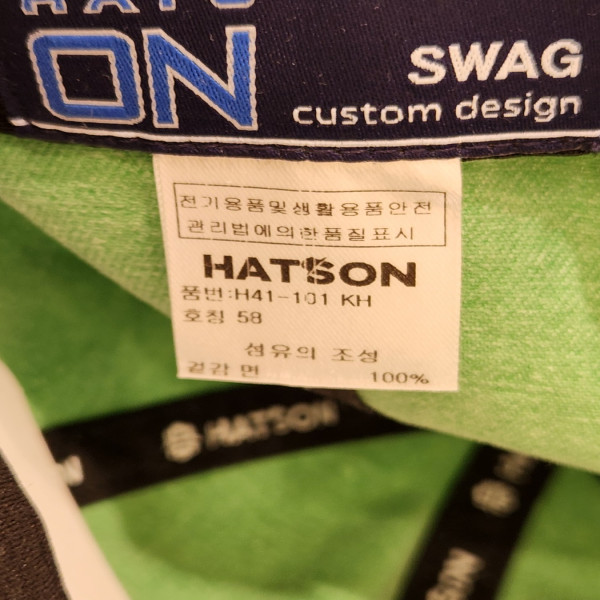 HATS
ON
SWAG
custom design
전기용품및생활용품안전
관리법에의한품질표시
HATSON
품번:H41-101 KH
호칭 58
섬유의 조성
겉감 면 100%
HATSON
HATSON